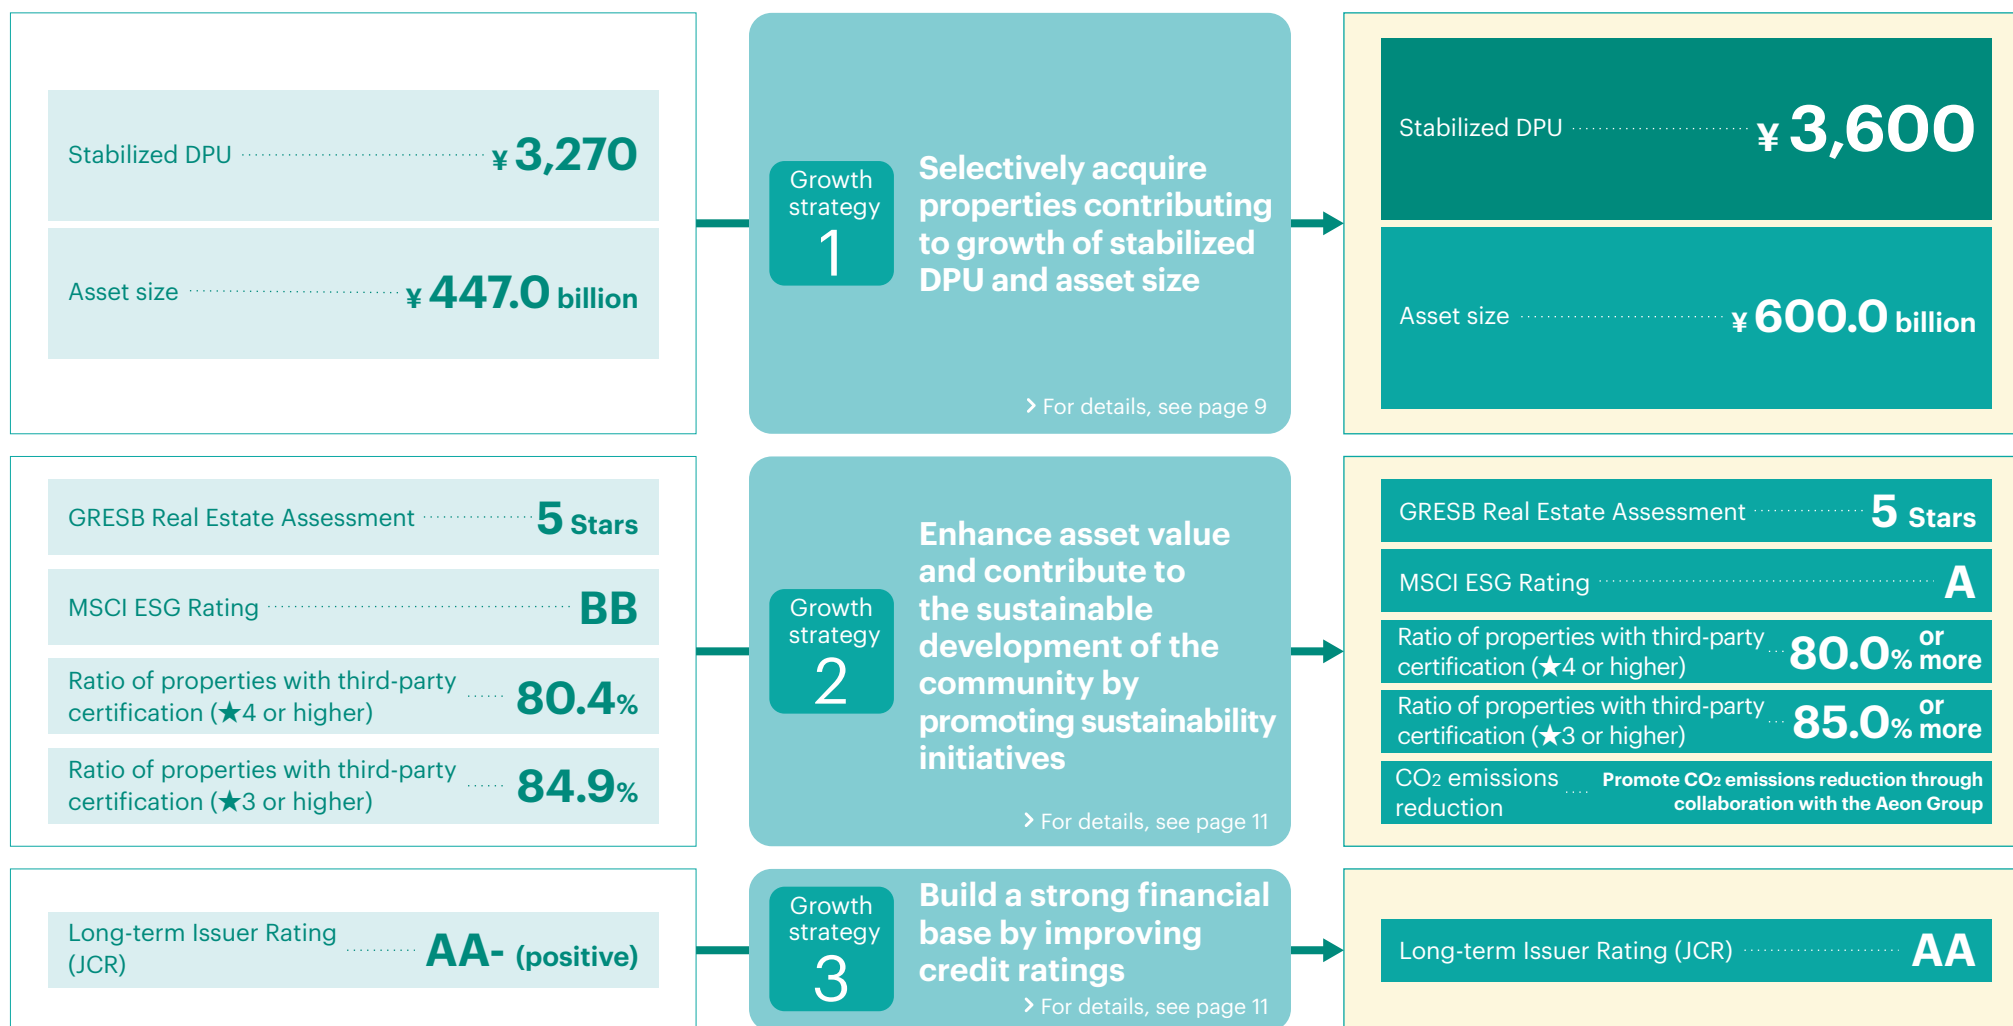 Stabilized DPU ¥ 3,270
Asset size ¥ 447.0 billion
Growth
strategy
1
Selectively acquire
properties contributing
to growth of stabilized
DPU and asset size
> For details, see page 9
Stabilized DPU ¥ 3,600
Asset size ¥ 600.0 billion
GRESB Real Estate Assessment 5 Stars
MSCI ESG Rating BB
Ratio of properties with third-party
certification (★4 or higher) 80.4%
Ratio of properties with third-party
certification (★3 or higher) 84.9%
Growth
strategy
2
Enhance asset value
and contribute to
the sustainable
development of the
community by
promoting sustainability
initiatives
> For details, see page 11
GRESB Real Estate Assessment 5 Stars
MSCI ESG Rating A
Ratio of properties with third-party
certification (★4 or higher) 80.0% or more
Ratio of properties with third-party
certification (★3 or higher) 85.0% or more
CO2 emissions
reduction
Promote CO2 emissions reduction through
collaboration with the Aeon Group
Long-term Issuer Rating
(JCR) AA- (positive)
Growth
strategy
3
Build a strong financial
base by improving
credit ratings
> For details, see page 11
Long-term Issuer Rating (JCR) AA